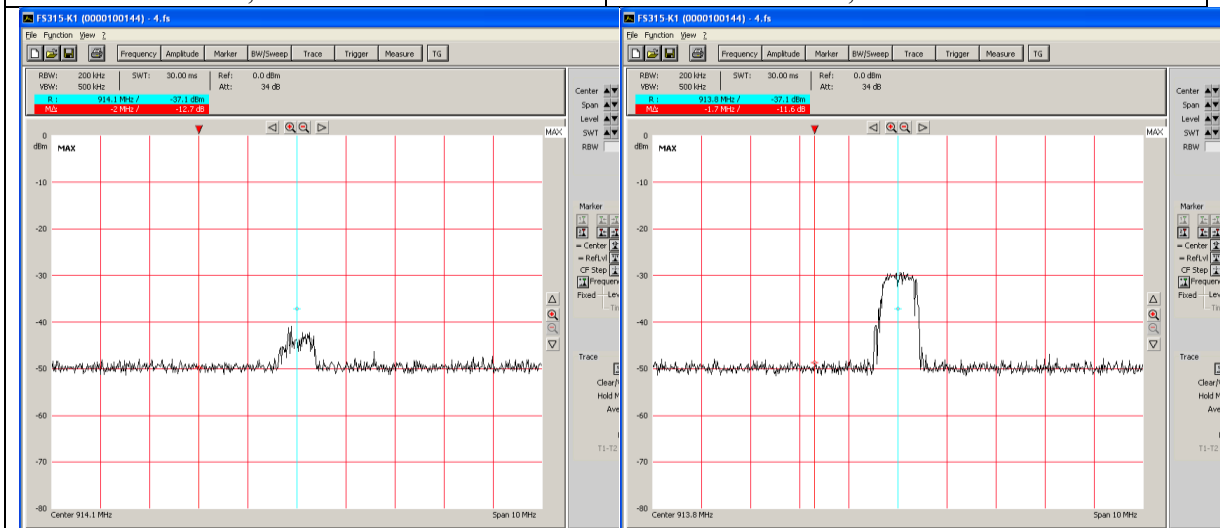 FS315-K1 (0000100144) - 4.fs
File Function View ?
Frequency Amplitude Marker BW/Sweep Trace Trigger Measure TG
RBW: 200 kHz SWT: 30.00 ms Ref: 0.0 dBm
VBW: 500 kHz Att: 34 dB
R : 914.1 MHz / -37.1 dBm
MΔ: -2 MHz / -12.7 dB
Center
Span
Level
SWT
RBW
MAX
0
dBm MAX
-10
-20
-30
-40
-50
-60
-70
-80
Center 914.1 MHz Span 10 MHz
Marker
= Center
= RefLvl
CF Step
Frequen
Fixed Lev
Trace
Clear/
Hold M
Ave
T1-T2
FS315-K1 (0000100144) - 4.fs
File Function View ?
Frequency Amplitude Marker BW/Sweep Trace Trigger Measure TG
RBW: 200 kHz SWT: 30.00 ms Ref: 0.0 dBm
VBW: 500 kHz Att: 34 dB
R : 913.8 MHz / -37.1 dBm
MΔ: -1.7 MHz / -11.6 dB
Center
Span
Level
SWT
RBW
MAX
0
dBm MAX
-10
-20
-30
-40
-50
-60
-70
-80
Center 913.8 MHz Span 10 MHz
Marker
= Center
= RefLvl
CF Step
Frequen
Fixed Lev
Trace
Clear/
Hold M
Ave
T1-T2